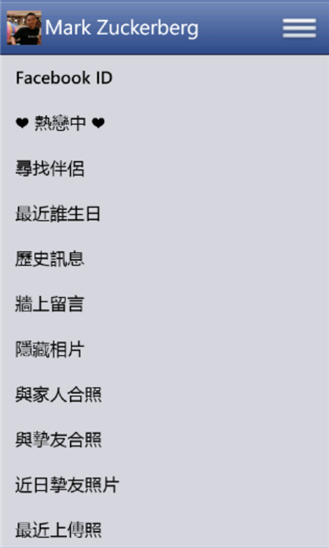 Mark Zuckerberg
Facebook ID
❤ 熱戀中 ❤
尋找伴侶
最近誰生日
歷史訊息
牆上留言
隱藏相片
與家人合照
與摯友合照
近日摯友照片
最近上傳照